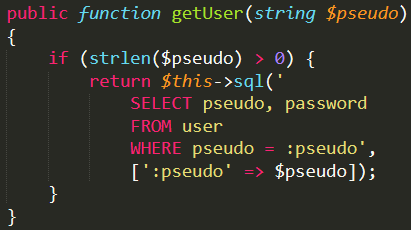 public function getUser(string $pseudo)
{
    if (strlen($pseudo) > 0) {
        return $this->sql('
            SELECT pseudo, password
            FROM user
            WHERE pseudo = :pseudo',
            [':pseudo' => $pseudo]);
    }
}